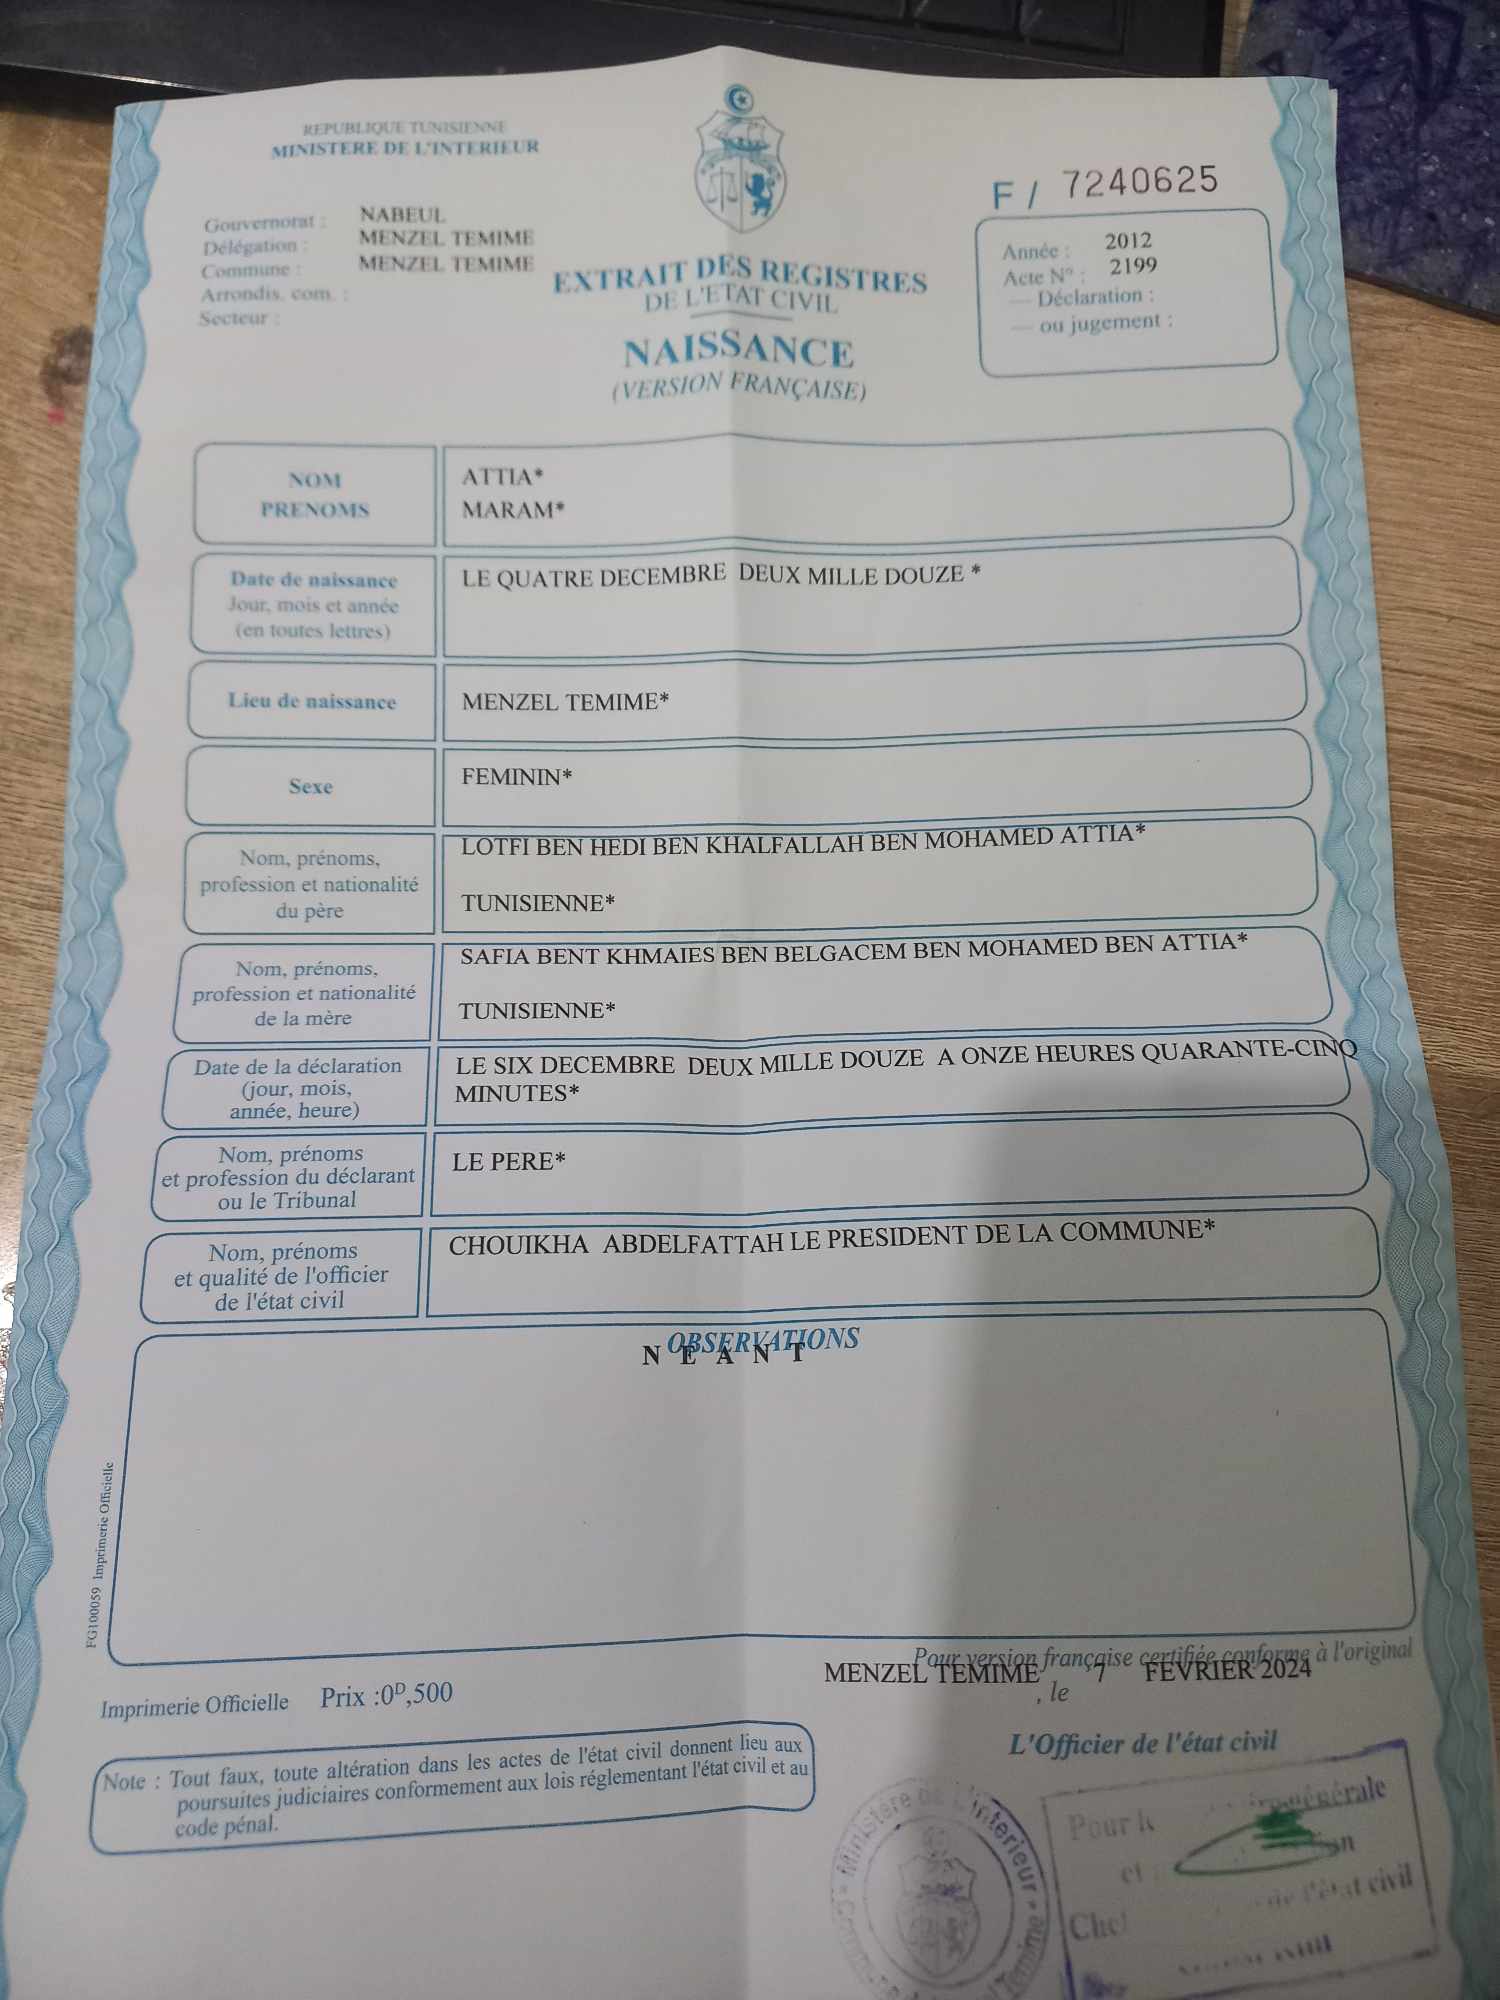 REPUBLIQUE TUNISIENNE
MINISTERE DE L'INTERIEUR
Gouvernorat : NABEUL
Délégation : MENZEL TEMIME
Commune : MENZEL TEMIME
Arrondis. com. :
Secteur :
EXTRAIT DES REGISTRES
DE L'ETAT CIVIL
NAISSANCE
(VERSION FRANÇAISE)
F / 7240625
Année : 2012
Acte N° : 2199
— Déclaration :
— ou jugement :
NOM ATTIA*
PRENOMS MARAM*
Date de naissance
Jour, mois et année
(en toutes lettres)
LE QUATRE DECEMBRE DEUX MILLE DOUZE *
Lieu de naissance
MENZEL TEMIME*
Sexe
FEMININ*
Nom, prénoms,
profession et nationalité
du père
LOTFI BEN HEDI BEN KHALFALLAH BEN MOHAMED ATTIA*
TUNISIENNE*
Nom, prénoms,
profession et nationalité
de la mère
SAFIA BENT KHMAIES BEN BELGACEM BEN MOHAMED BEN ATTIA*
TUNISIENNE*
Date de la déclaration
(jour, mois,
année, heure)
LE SIX DECEMBRE DEUX MILLE DOUZE A ONZE HEURES QUARANTE-CINQ
MINUTES*
Nom, prénoms
et profession du déclarant
ou le Tribunal
LE PERE*
Nom, prénoms
et qualité de l'officier
de l'état civil
CHOUIKHA ABDELFATTAH LE PRESIDENT DE LA COMMUNE*
OBSERVATIONS
N E A N T
FG100059 Imprimerie Officielle
Pour version française certifiée conforme à l'original
MENZEL TEMIME , le 7 FEVRIER 2024
Imprimerie Officielle Prix :0ᴰ,500
L'Officier de l'état civil
Note : Tout faux, toute altération dans les actes de l'état civil donnent lieu aux
poursuites judiciaires conformement aux lois réglementant l'état civil et au
code pénal.
Ministère de L'Interieur
Temime
Pour le générale
et
Chef de l'état civil